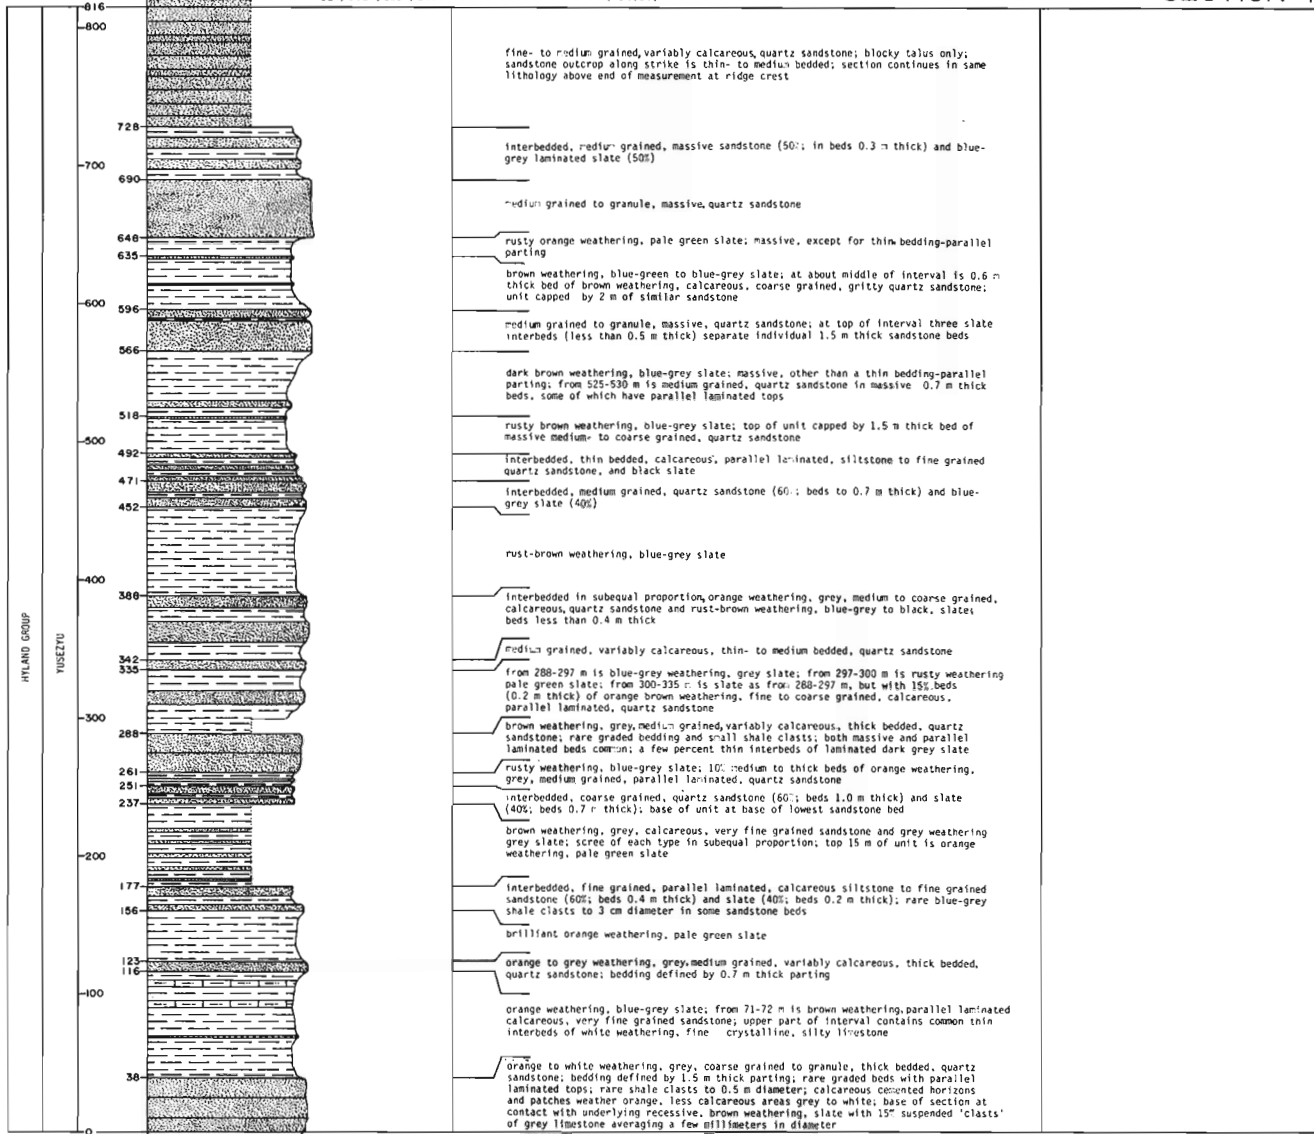 816
800
fine- to medium grained, variably calcareous, quartz sandstone; blocky talus only;
sandstone outcrop along strike is thin- to medium bedded; section continues in same
lithology above end of measurement at ridge crest
728
interbedded, medium grained, massive sandstone (50%; in beds 0.3 m thick) and blue-
grey laminated slate (50%)
700
690
medium grained to granule, massive, quartz sandstone
648
rusty orange weathering, pale green slate; massive, except for thin bedding-parallel
parting
635
brown weathering, blue-green to blue-grey slate; at about middle of interval is 0.6 m
thick bed of brown weathering, calcareous, coarse grained, gritty quartz sandstone;
unit capped by 2 m of similar sandstone
600
596
medium grained to granule, massive, quartz sandstone; at top of interval three slate
interbeds (less than 0.5 m thick) separate individual 1.5 m thick sandstone beds
566
dark brown weathering, blue-grey slate; massive, other than a thin bedding-parallel
parting; from 525-530 m is medium grained, quartz sandstone in massive 0.7 m thick
beds, some of which have parallel laminated tops
518
rusty brown weathering, blue-grey slate; top of unit capped by 1.5 m thick bed of
massive medium- to coarse grained, quartz sandstone
500
492
interbedded, thin bedded, calcareous, parallel laminated, siltstone to fine grained
quartz sandstone, and black slate
471
interbedded, medium grained, quartz sandstone (60%; beds to 0.7 m thick) and blue-
grey slate (40%)
452
rust-brown weathering, blue-grey slate
400
388
interbedded in subequal proportion, orange weathering, grey, medium to coarse grained,
calcareous, quartz sandstone and rust-brown weathering, blue-grey to black, slate;
beds less than 0.4 m thick
342
medium grained, variably calcareous, thin- to medium bedded, quartz sandstone
335
from 288-297 m is blue-grey weathering, grey slate; from 297-300 m is rusty weathering
pale green slate; from 300-335 m is slate as from 288-297 m, but with 15% beds
(0.2 m thick) of orange brown weathering, fine to coarse grained, calcareous,
parallel laminated, quartz sandstone
HYLAND GROUP
YUSEZYU
300
288
brown weathering, grey, medium grained, variably calcareous, thick bedded, quartz
sandstone; rare graded bedding and small shale clasts; both massive and parallel
laminated beds common; a few percent thin interbeds of laminated dark grey slate
261
rusty weathering, blue-grey slate; 10% medium to thick beds of orange weathering,
grey, medium grained, parallel laminated, quartz sandstone
251
interbedded, coarse grained, quartz sandstone (60%; beds 1.0 m thick) and slate
(40%; beds 0.7 m thick); base of unit at base of lowest sandstone bed
237
brown weathering, grey, calcareous, very fine grained sandstone and grey weathering
grey slate; scree of each type in subequal proportion; top 15 m of unit is orange
weathering, pale green slate
200
177
interbedded, fine grained, parallel laminated, calcareous siltstone to fine grained
sandstone (60%; beds 0.4 m thick) and slate (40%; beds 0.2 m thick); rare blue-grey
shale clasts to 3 cm diameter in some sandstone beds
156
brilliant orange weathering, pale green slate
123
orange to grey weathering, grey, medium grained, variably calcareous, thick bedded,
quartz sandstone; bedding defined by 0.7 m thick parting
116
100
orange weathering, blue-grey slate; from 71-72 m is brown weathering, parallel laminated
calcareous, very fine grained sandstone; upper part of interval contains common thin
interbeds of white weathering, fine crystalline, silty limestone
38
orange to white weathering, grey, coarse grained to granule, thick bedded, quartz
sandstone; bedding defined by 1.5 m thick parting; rare graded beds with parallel
laminated tops; rare shale clasts to 0.5 m diameter; calcareous cemented horizons
and patches weather orange, less calcareous areas grey to white; base of section at
contact with underlying recessive, brown weathering, slate with 15% suspended 'clasts'
of grey limestone averaging a few millimeters in diameter
0